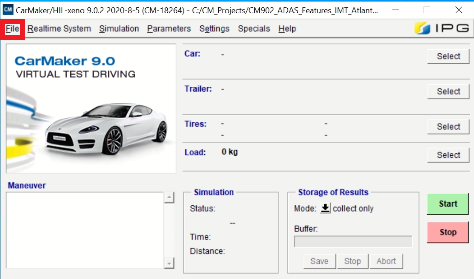 CM CarMaker/HIL -xeno 9.0.2 2020-8-5 (CM-18264) - C:/CM_Projects/CM902_ADAS_Features_IMT_Atlant...
File Realtime System Simulation Parameters Settings Specials Help IPG
CarMaker 9.0
VIRTUAL TEST DRIVING
Car: - Select
Trailer: - Select
Tires: - -
- - Select
Load: 0 kg Select
Maneuver
Simulation
Status:
--
Time:
Distance:
Storage of Results
Mode: collect only
Buffer:
Save Stop Abort
Start
Stop